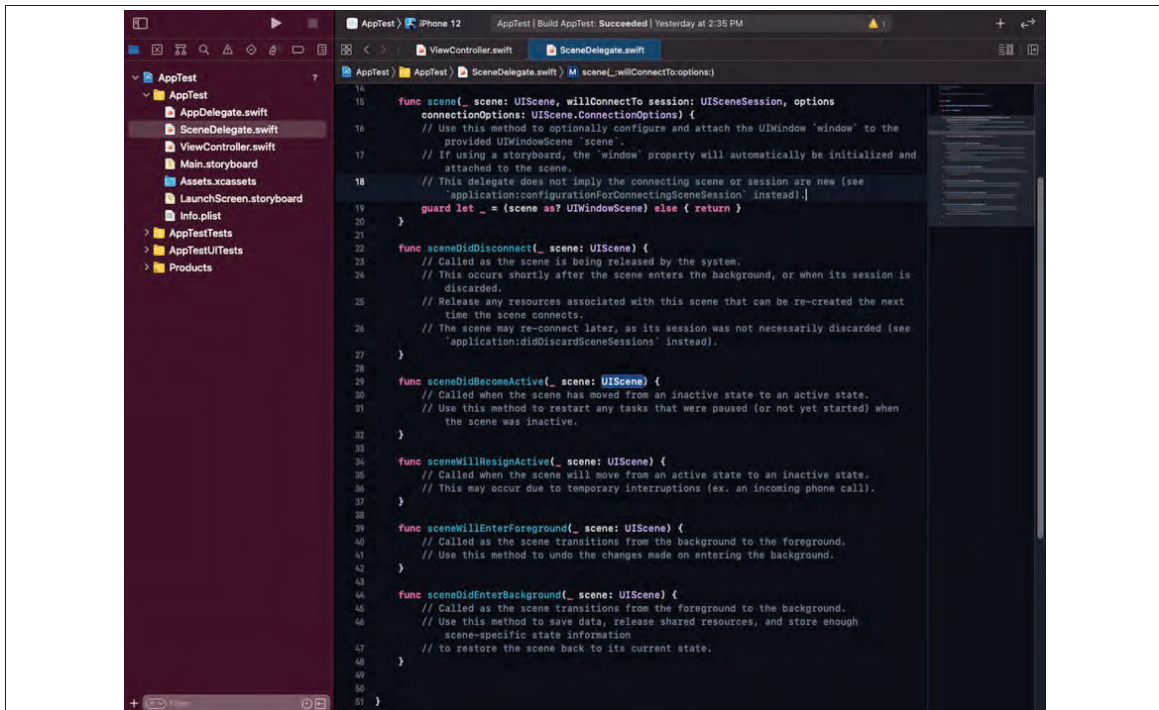 AppTest 〉 iPhone 12
AppTest | Build AppTest: Succeeded | Yesterday at 2:35 PM
1
ViewController.swift
SceneDelegate.swift
AppTest 〉 AppTest 〉 SceneDelegate.swift 〉 M scene(_:willConnectTo:options:)
AppTest ?
AppTest
AppDelegate.swift
SceneDelegate.swift
ViewController.swift
Main.storyboard
Assets.xcassets
LaunchScreen.storyboard
Info.plist
AppTestTests
AppTestUITests
Products
14
15 func scene(_ scene: UIScene, willConnectTo session: UISceneSession, options
connectionOptions: UIScene.ConnectionOptions) {
16 // Use this method to optionally configure and attach the UIWindow `window` to the
provided UIWindowScene `scene`.
17 // If using a storyboard, the `window` property will automatically be initialized and
attached to the scene.
18 // This delegate does not imply the connecting scene or session are new (see
`application:configurationForConnectingSceneSession` instead).
19 guard let _ = (scene as? UIWindowScene) else { return }
20 }
21
22 func sceneDidDisconnect(_ scene: UIScene) {
23 // Called as the scene is being released by the system.
24 // This occurs shortly after the scene enters the background, or when its session is
discarded.
25 // Release any resources associated with this scene that can be re-created the next
time the scene connects.
26 // The scene may re-connect later, as its session was not necessarily discarded (see
`application:didDiscardSceneSessions` instead).
27 }
28
29 func sceneDidBecomeActive(_ scene: UIScene) {
30 // Called when the scene has moved from an inactive state to an active state.
31 // Use this method to restart any tasks that were paused (or not yet started) when
the scene was inactive.
32 }
33
34 func sceneWillResignActive(_ scene: UIScene) {
35 // Called when the scene will move from an active state to an inactive state.
36 // This may occur due to temporary interruptions (ex. an incoming phone call).
37 }
38
39 func sceneWillEnterForeground(_ scene: UIScene) {
40 // Called as the scene transitions from the background to the foreground.
41 // Use this method to undo the changes made on entering the background.
42 }
43
44 func sceneDidEnterBackground(_ scene: UIScene) {
45 // Called as the scene transitions from the foreground to the background.
46 // Use this method to save data, release shared resources, and store enough
scene-specific state information
47 // to restore the scene back to its current state.
48 }
49
50
51 }